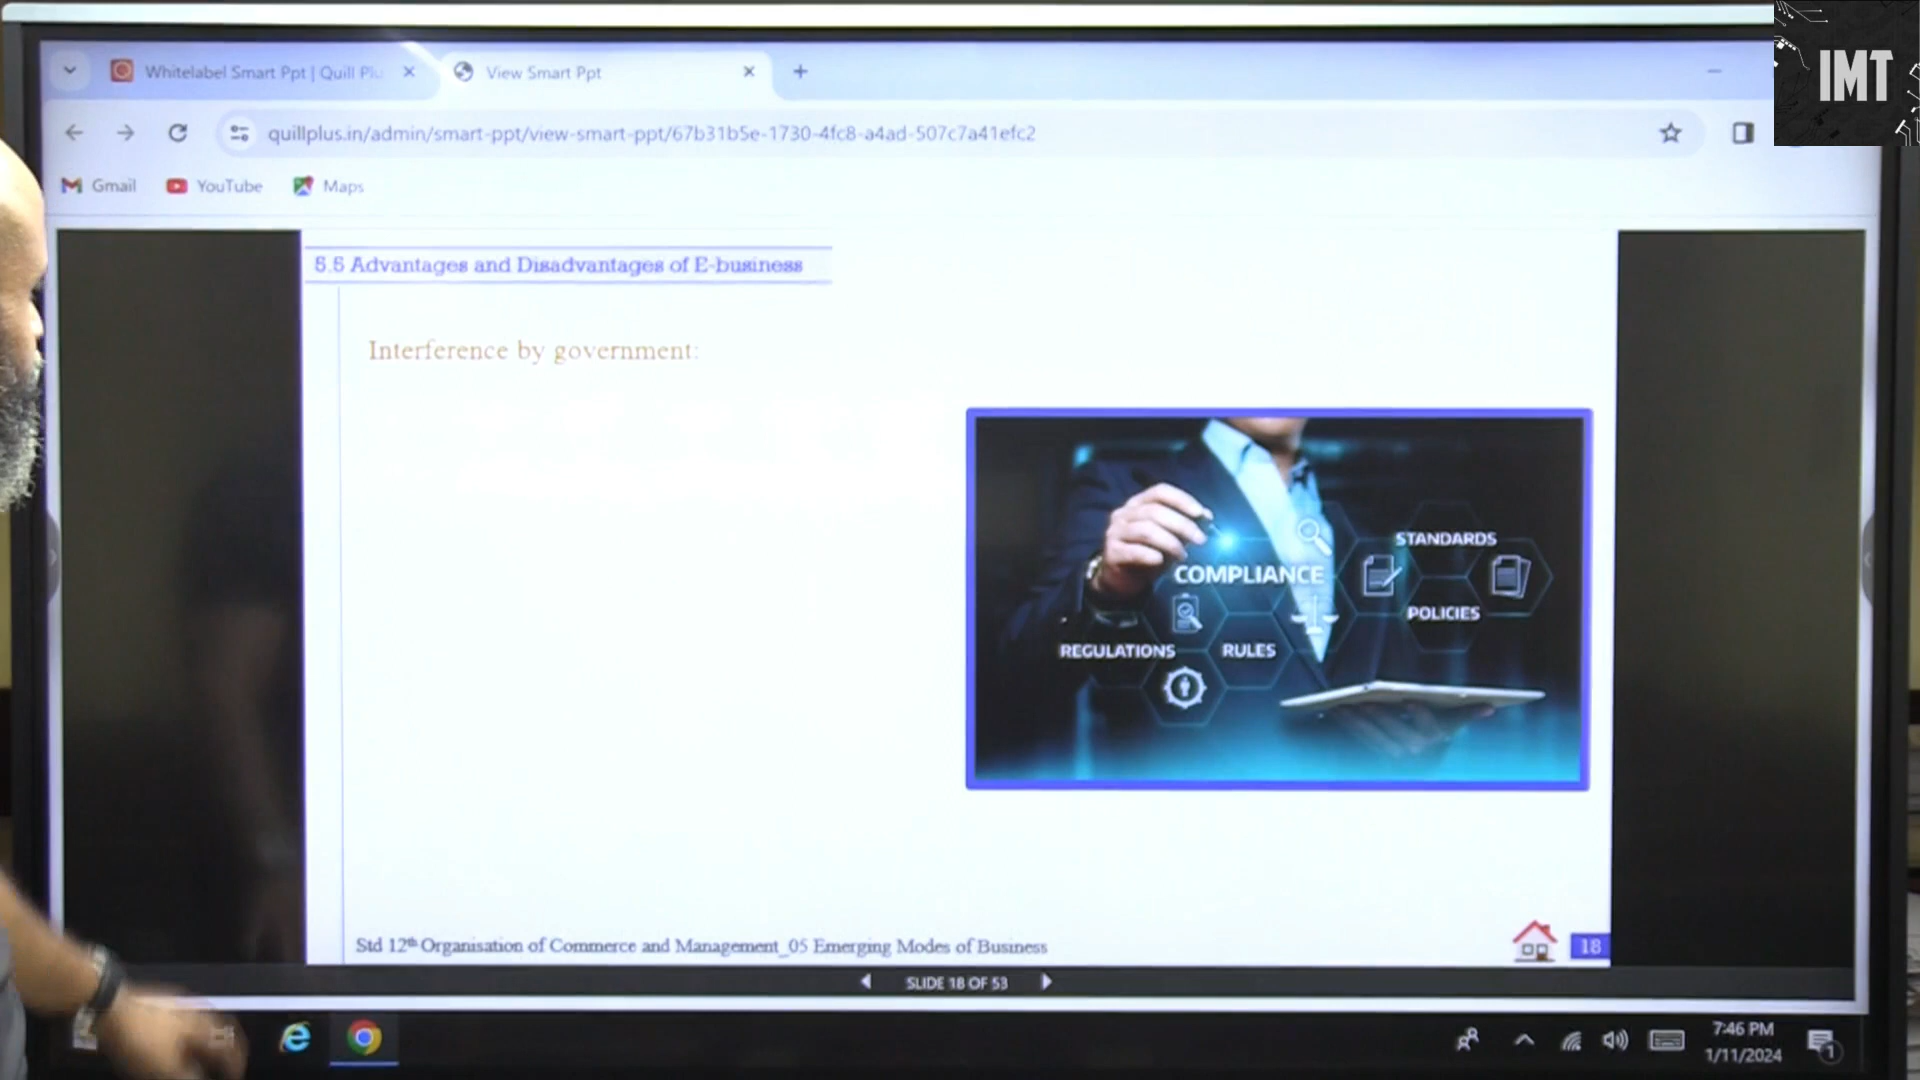 IMT
Whitelabel Smart Ppt | Quill Plu
View Smart Ppt
quillplus.in/admin/smart-ppt/view-smart-ppt/67b31b5e-1730-4fc8-a4ad-507c7a41efc2
Gmail
YouTube
Maps
5.5 Advantages and Disadvantages of E-business
Interference by government:
STANDARDS
COMPLIANCE
POLICIES
REGULATIONS
RULES
Std 12th Organisation of Commerce and Management_05 Emerging Modes of Business
18
SLIDE 18 OF 53
7:46 PM
1/11/2024
1